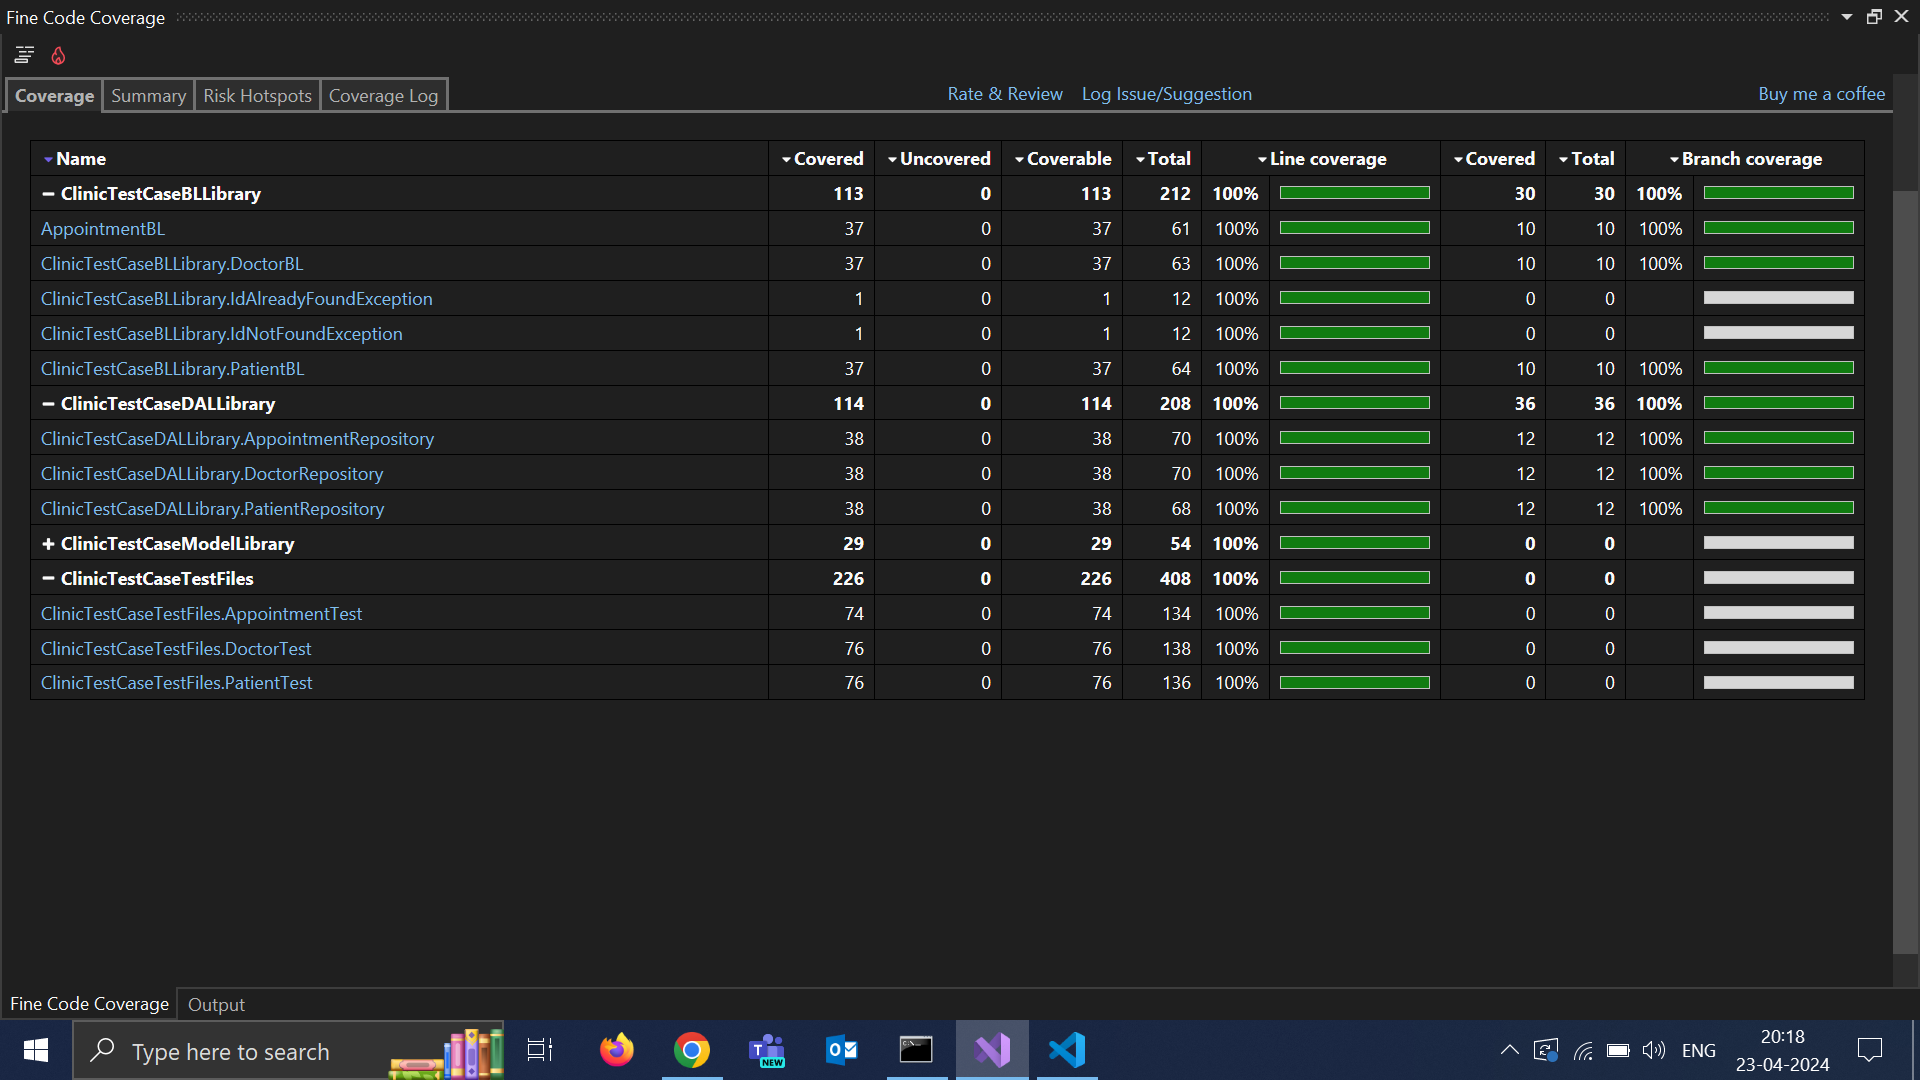 Fine Code Coverage
Coverage Summary Risk Hotspots Coverage Log Rate & Review Log Issue/Suggestion Buy me a coffee
Name Covered Uncovered Coverable Total Line coverage Covered Total Branch coverage
ClinicTestCaseBLLibrary 113 0 113 212 100% 30 30 100%
AppointmentBL 37 0 37 61 100% 10 10 100%
ClinicTestCaseBLLibrary.DoctorBL 37 0 37 63 100% 10 10 100%
ClinicTestCaseBLLibrary.IdAlreadyFoundException 1 0 1 12 100% 0 0
ClinicTestCaseBLLibrary.IdNotFoundException 1 0 1 12 100% 0 0
ClinicTestCaseBLLibrary.PatientBL 37 0 37 64 100% 10 10 100%
ClinicTestCaseDALLibrary 114 0 114 208 100% 36 36 100%
ClinicTestCaseDALLibrary.AppointmentRepository 38 0 38 70 100% 12 12 100%
ClinicTestCaseDALLibrary.DoctorRepository 38 0 38 70 100% 12 12 100%
ClinicTestCaseDALLibrary.PatientRepository 38 0 38 68 100% 12 12 100%
ClinicTestCaseModelLibrary 29 0 29 54 100% 0 0
ClinicTestCaseTestFiles 226 0 226 408 100% 0 0
ClinicTestCaseTestFiles.AppointmentTest 74 0 74 134 100% 0 0
ClinicTestCaseTestFiles.DoctorTest 76 0 76 138 100% 0 0
ClinicTestCaseTestFiles.PatientTest 76 0 76 136 100% 0 0
Fine Code Coverage Output
Type here to search NEW ENG 20:18
23-04-2024